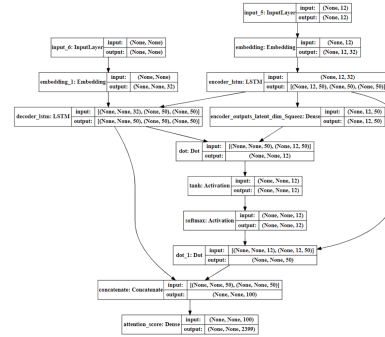 input_5: InputLayer input: (None, 12)
output: (None, 12)
input_6: InputLayer input: (None, None)
output: (None, None)
embedding: Embedding input: (None, 12)
output: (None, 12, 32)
embedding_1: Embedding input: (None, None)
output: (None, None, 32)
encoder_lstm: LSTM input: (None, 12, 32)
output: [(None, 12, 50), (None, 50), (None, 50)]
decoder_lstm: LSTM input: [(None, None, 32), (None, 50), (None, 50)]
output: [(None, None, 50), (None, 50), (None, 50)]
encoder_outputs_latent_dim_Squeez: Dense input: (None, 12, 50)
output: (None, 12, 50)
dot: Dot input: [(None, None, 50), (None, 12, 50)]
output: (None, None, 12)
tanh: Activation input: (None, None, 12)
output: (None, None, 12)
softmax: Activation input: (None, None, 12)
output: (None, None, 12)
dot_1: Dot input: [(None, None, 12), (None, 12, 50)]
output: (None, None, 50)
concatenate: Concatenate input: [(None, None, 50), (None, None, 50)]
output: (None, None, 100)
attention_score: Dense input: (None, None, 100)
output: (None, None, 2399)